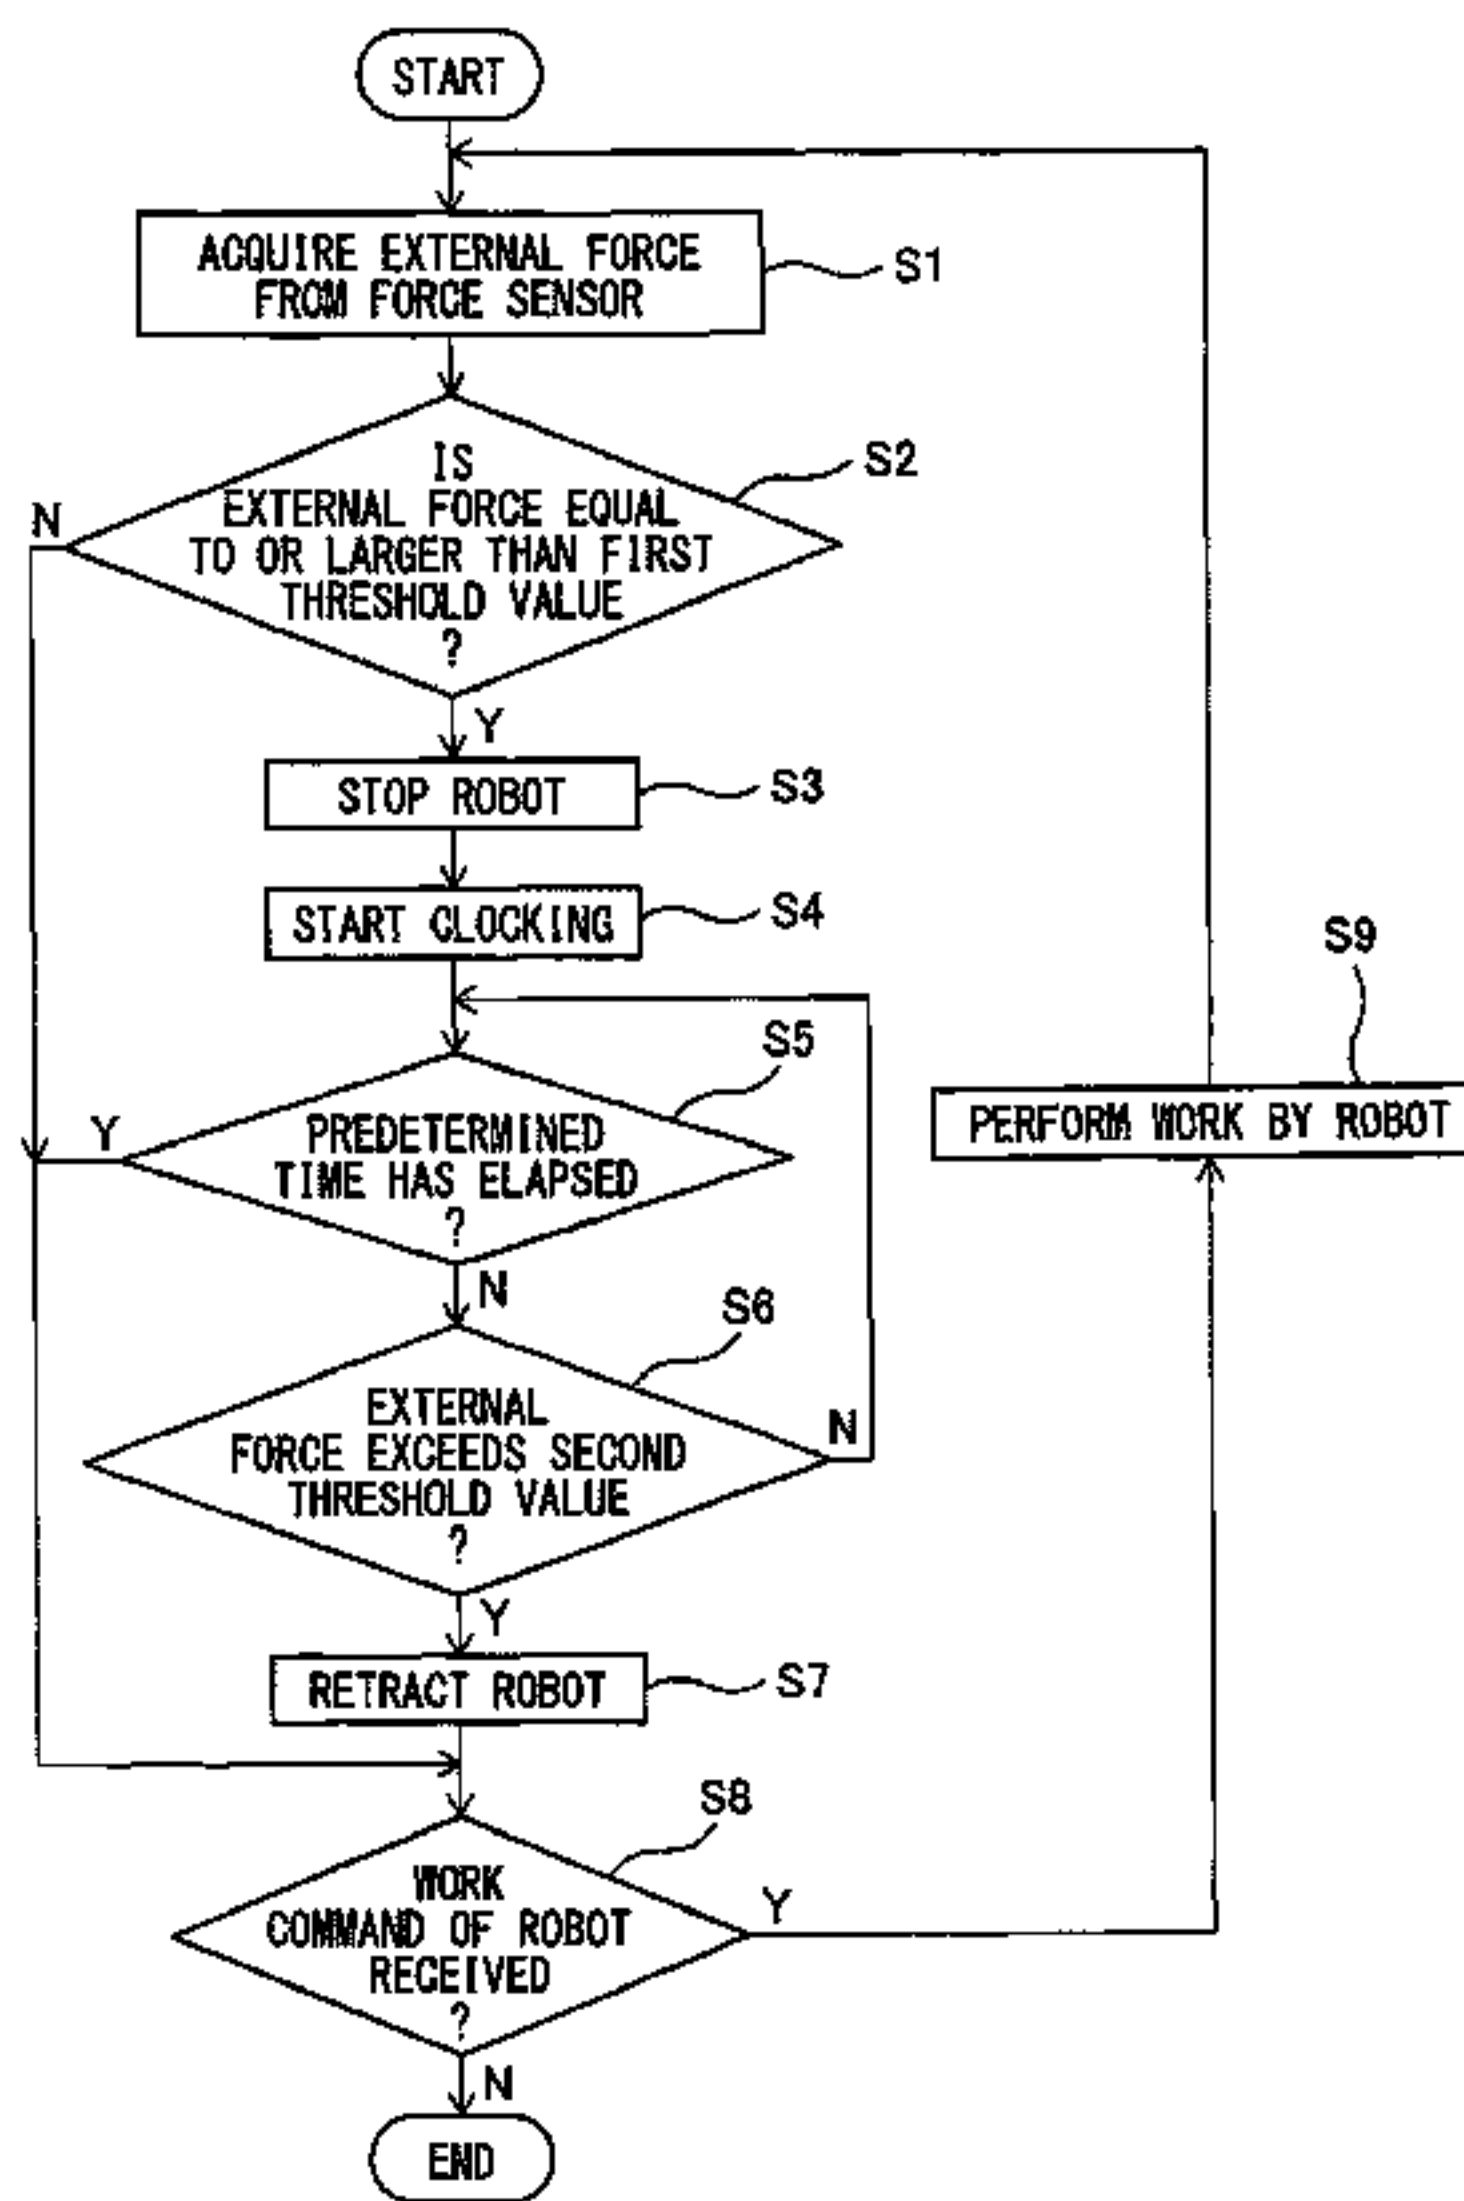 START
ACQUIRE EXTERNAL FORCE
FROM FORCE SENSOR
S1
IS
EXTERNAL FORCE EQUAL
TO OR LARGER THAN FIRST
THRESHOLD VALUE
?
S2
N
Y
STOP ROBOT
S3
START CLOCKING
S4
S9
PERFORM WORK BY ROBOT
S5
PREDETERMINED
TIME HAS ELAPSED
?
Y
N
S6
EXTERNAL
FORCE EXCEEDS SECOND
THRESHOLD VALUE
?
N
Y
RETRACT ROBOT
S7
S8
WORK
COMMAND OF ROBOT
RECEIVED
?
Y
N
END